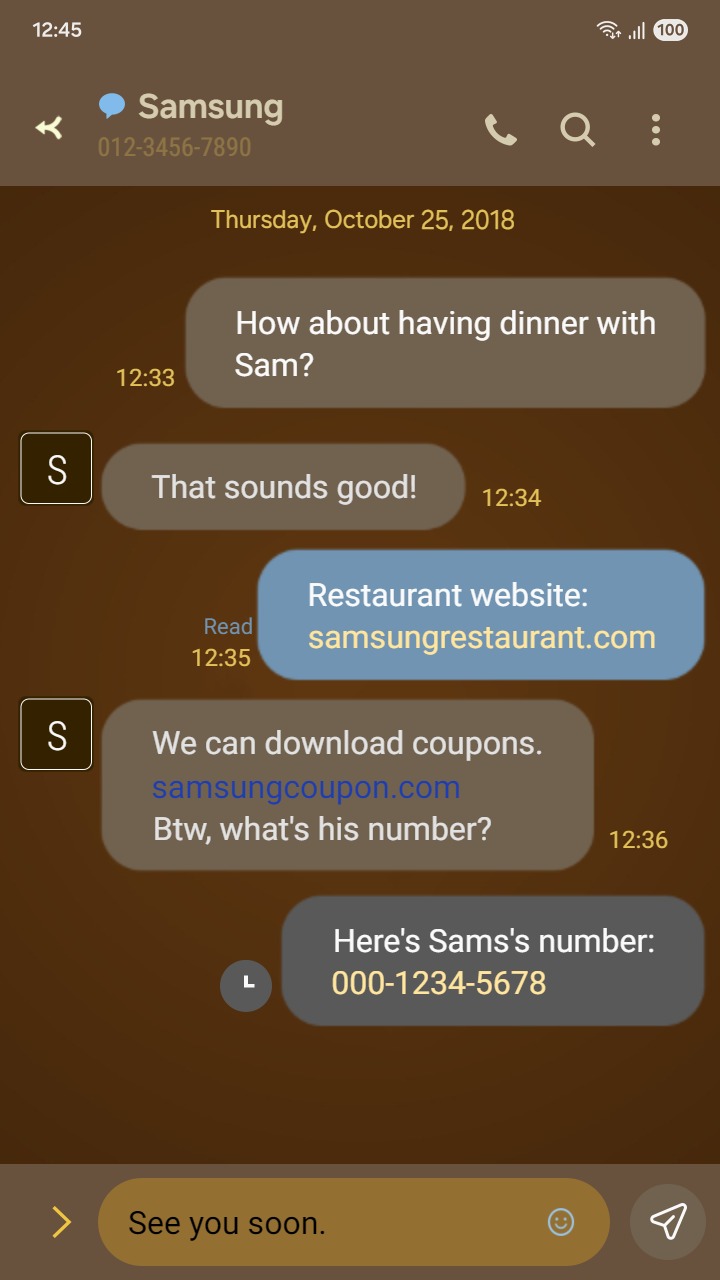 12:45
100
Samsung
012-3456-7890
Thursday, October 25, 2018
How about having dinner with
Sam?
12:33
S
That sounds good!
12:34
Restaurant website:
samsungrestaurant.com
Read
12:35
S
We can download coupons.
samsungcoupon.com
Btw, what's his number?
12:36
Here's Sams's number:
000-1234-5678
See you soon.